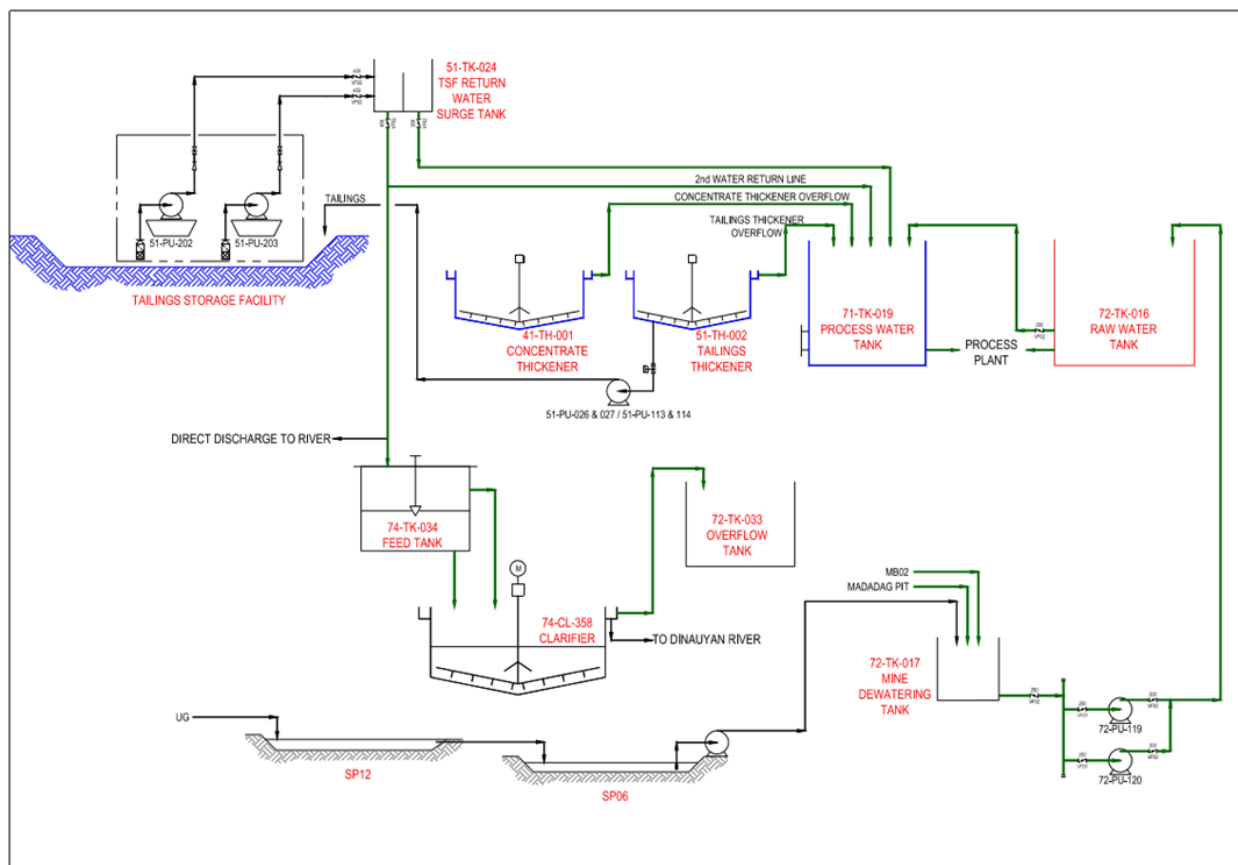 51-TK-024
TSF RETURN
WATER
SURGE TANK
2nd WATER RETURN LINE
CONCENTRATE THICKENER OVERFLOW
TAILINGS THICKENER
OVERFLOW
TAILINGS
51-PU-202
51-PU-203
TAILINGS STORAGE FACILITY
41-TH-001
CONCENTRATE
THICKENER
51-TH-002
TAILINGS
THICKENER
71-TK-019
PROCESS WATER
TANK
PROCESS
PLANT
72-TK-016
RAW WATER
TANK
51-PU-026 & 027 / 51-PU-113 & 114
DIRECT DISCHARGE TO RIVER
74-TK-034
FEED TANK
72-TK-033
OVERFLOW
TANK
M
74-CL-358
CLARIFIER
TO DINAUYAN RIVER
MB02
MADADAG PIT
72-TK-017
MINE
DEWATERING
TANK
72-PU-119
72-PU-120
UG
SP12
SP06